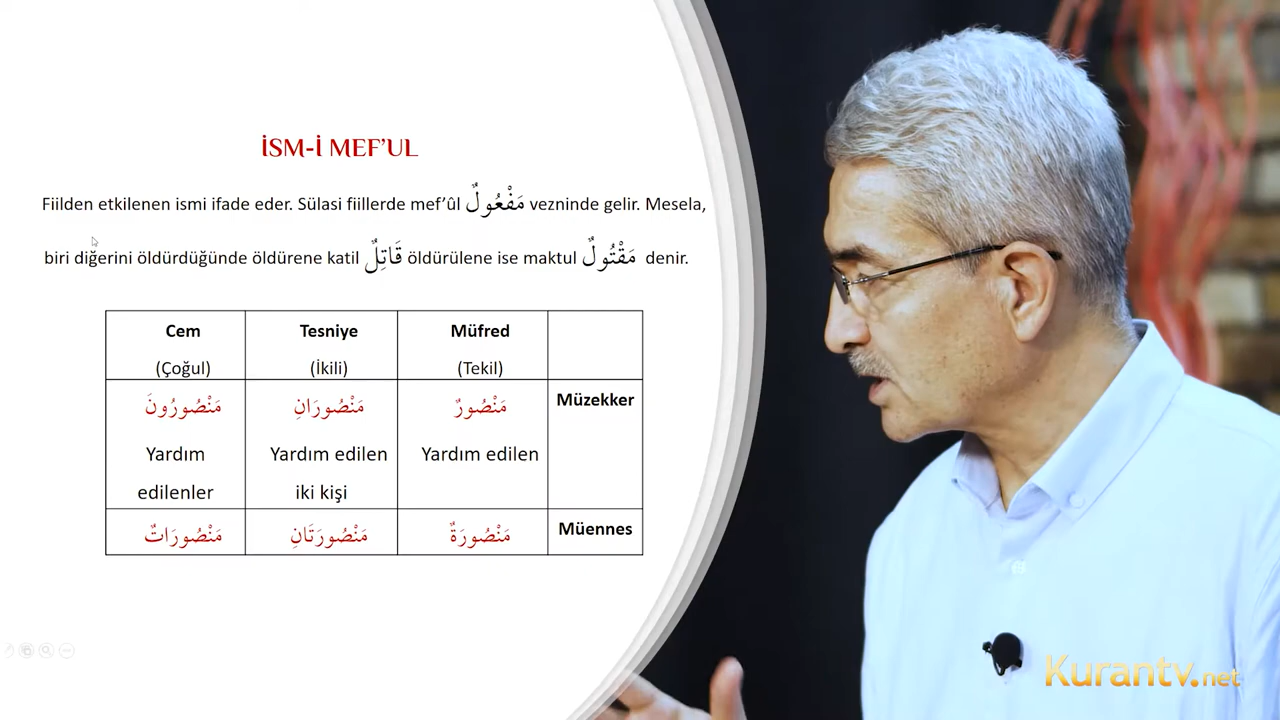 İSM-İ MEF’UL
Fiilden etkilenen ismi ifade eder. Sülasi fiillerde mef’ûl مَفْعُولٌ vezninde gelir. Mesela,
biri diğerini öldürdüğünde öldürene katil قَاتِلٌ öldürülene ise maktul مَقْتُولٌ denir.
Cem Tesniye Müfred
(Çoğul) (İkili) (Tekil)
مَنْصُورُونَ مَنْصُورَانِ مَنْصُورٌ Müzekker
Yardım Yardım edilen Yardım edilen
edilenler iki kişi
مَنْصُورَاتٌ مَنْصُورَتَانِ مَنْصُورَةٌ Müennes
Kurantv.net